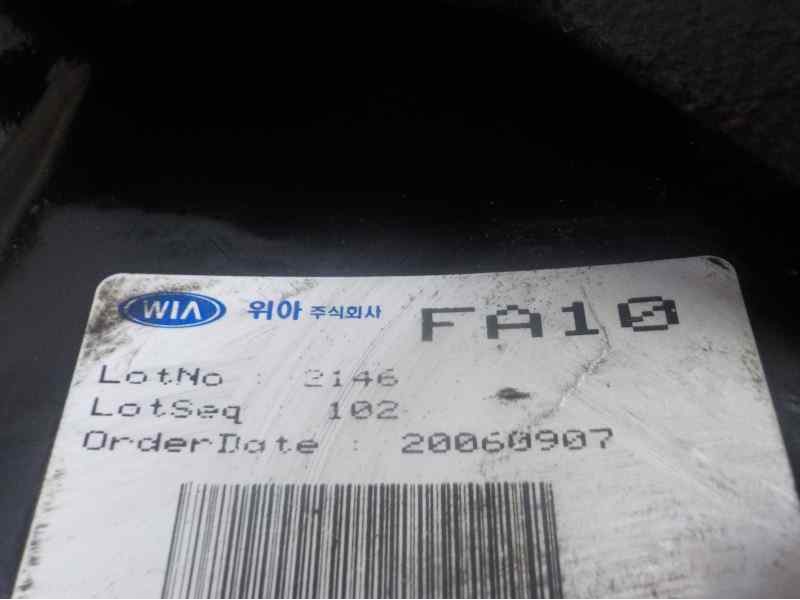 WIA 위아 주식회사 FA10
LotNo : 2146
LotSeq : 102
OrderDate : 20060907